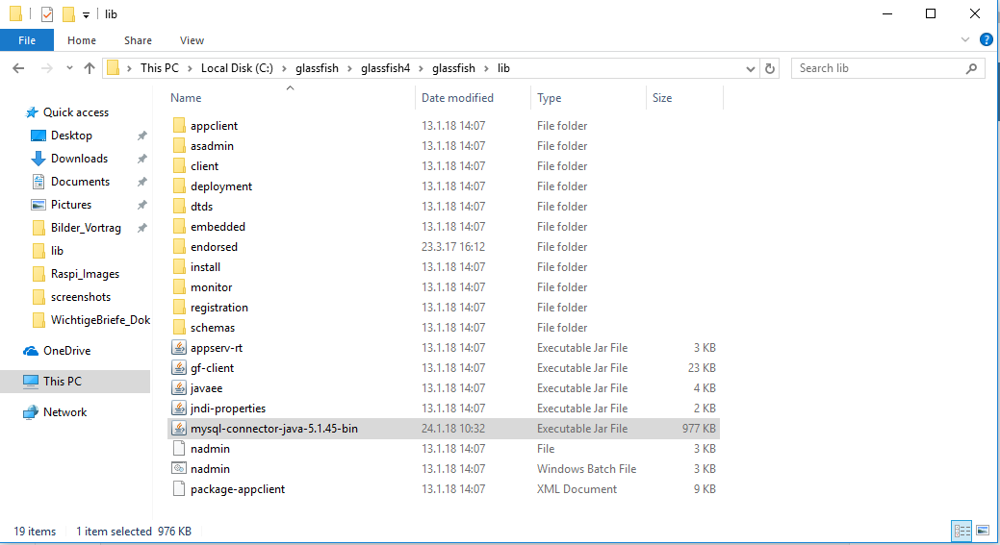 lib
File Home Share View
This PC Local Disk (C:) glassfish glassfish4 glassfish lib
Search lib
Name Date modified Type Size
Quick access
Desktop
Downloads
Documents
Pictures
Bilder_Vortrag
lib
Raspi_Images
screenshots
WichtigeBriefe_Dok
OneDrive
This PC
Network
appclient 13.1.18 14:07 File folder
asadmin 13.1.18 14:07 File folder
client 13.1.18 14:07 File folder
deployment 13.1.18 14:07 File folder
dtds 13.1.18 14:07 File folder
embedded 13.1.18 14:07 File folder
endorsed 23.3.17 16:12 File folder
install 13.1.18 14:07 File folder
monitor 13.1.18 14:07 File folder
registration 13.1.18 14:07 File folder
schemas 13.1.18 14:07 File folder
appserv-rt 13.1.18 14:07 Executable Jar File 3 KB
gf-client 13.1.18 14:07 Executable Jar File 23 KB
javaee 13.1.18 14:07 Executable Jar File 4 KB
jndi-properties 13.1.18 14:07 Executable Jar File 2 KB
mysql-connector-java-5.1.45-bin 24.1.18 10:32 Executable Jar File 977 KB
nadmin 13.1.18 14:07 File 3 KB
nadmin 13.1.18 14:07 Windows Batch File 3 KB
package-appclient 13.1.18 14:07 XML Document 9 KB
19 items 1 item selected 976 KB